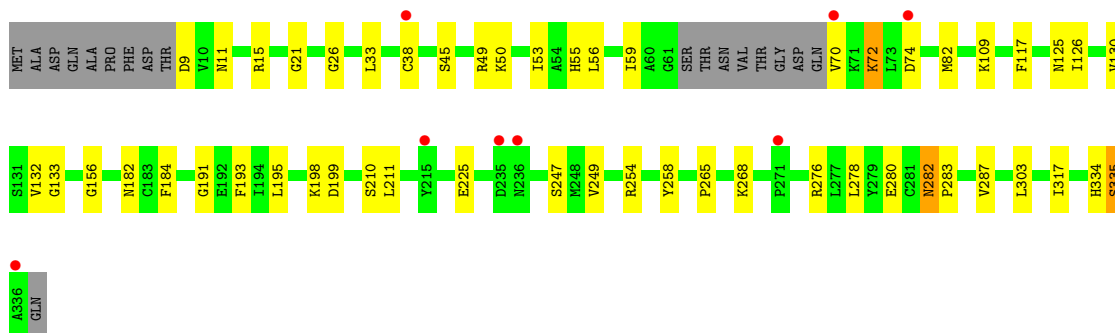 MET ALA ASP GLN ALA PRO PHE ASP THR D9 V10 N11 R15 G21 G26 L33 C38 S45 R49 K50 I53 A54 H55 L56 I59 A60 G61 SER THR ASN VAL THR GLY ASP GLN V70 K71 K72 L73 D74 M82 K109 F117 N125 I126 V130
S131 V132 G133 G156 N182 C183 F184 G191 E192 F193 I194 L195 K198 D199 S210 L211 Y215 E225 D235 N236 S247 M248 V249 R254 Y258 P265 K268 P271 R276 L277 L278 Y279 E280 C281 N282 P283 V287 L303 I317 H334 S335
A336 GLN